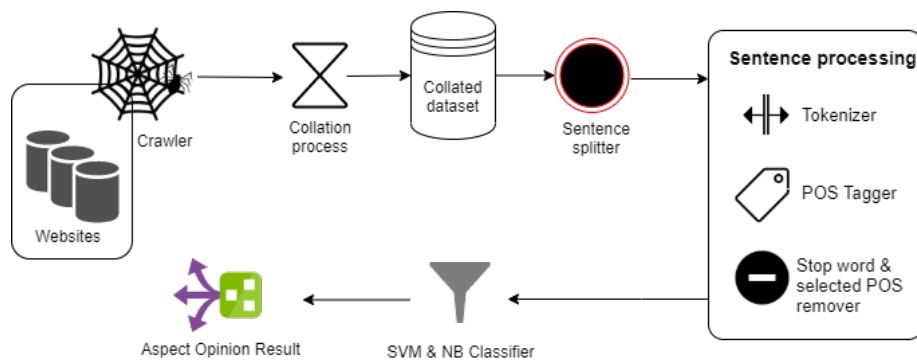 Websites
Crawler
Collation
process
Collated
dataset
Sentence
splitter
Sentence processing
Tokenizer
POS Tagger
Stop word &
selected POS
remover
SVM & NB Classifier
Aspect Opinion Result